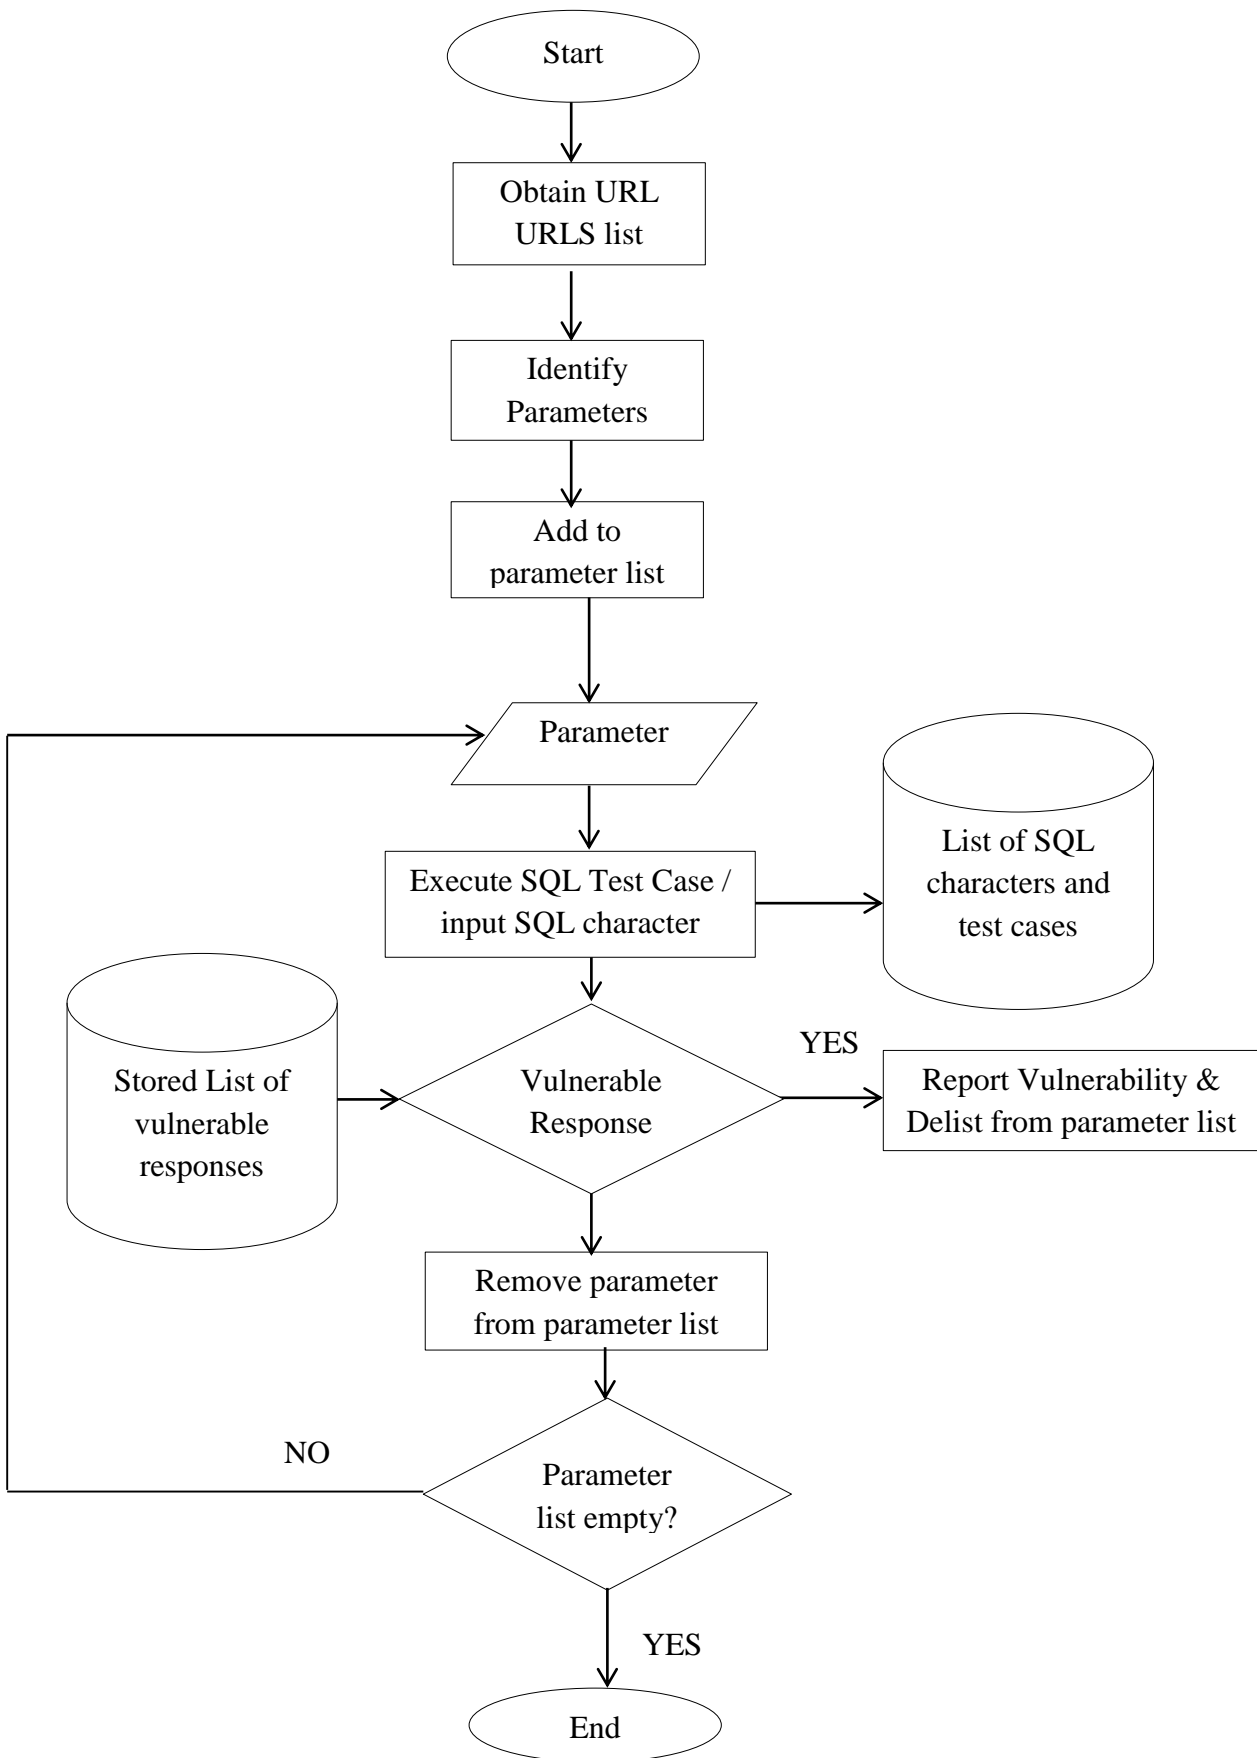 Start
Obtain URL
URLS list
Identify
Parameters
Add to
parameter list
Parameter
Execute SQL Test Case /
input SQL character
List of SQL
characters and
test cases
Stored List of
vulnerable
responses
Vulnerable
Response
YES
Report Vulnerability &
Delist from parameter list
Remove parameter
from parameter list
NO
Parameter
list empty?
YES
End